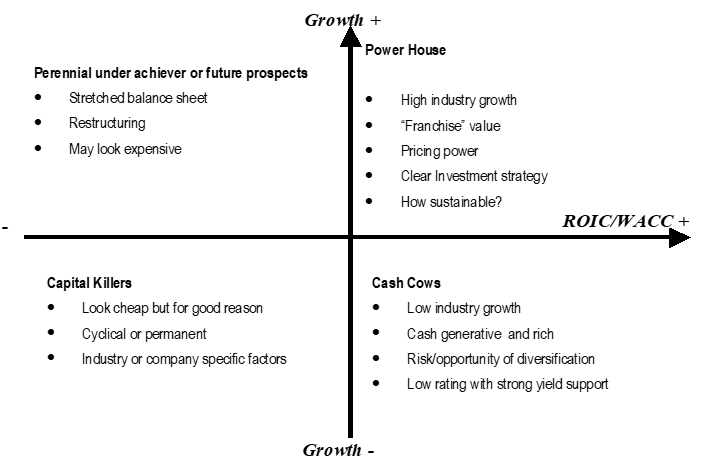 Growth +
Power House
Perennial under achiever or future prospects
• Stretched balance sheet
• Restructuring
• May look expensive
• High industry growth
• “Franchise” value
• Pricing power
• Clear Investment strategy
• How sustainable?
ROIC/WACC +
-
Capital Killers
• Look cheap but for good reason
• Cyclical or permanent
• Industry or company specific factors
Cash Cows
• Low industry growth
• Cash generative and rich
• Risk/opportunity of diversification
• Low rating with strong yield support
Growth -